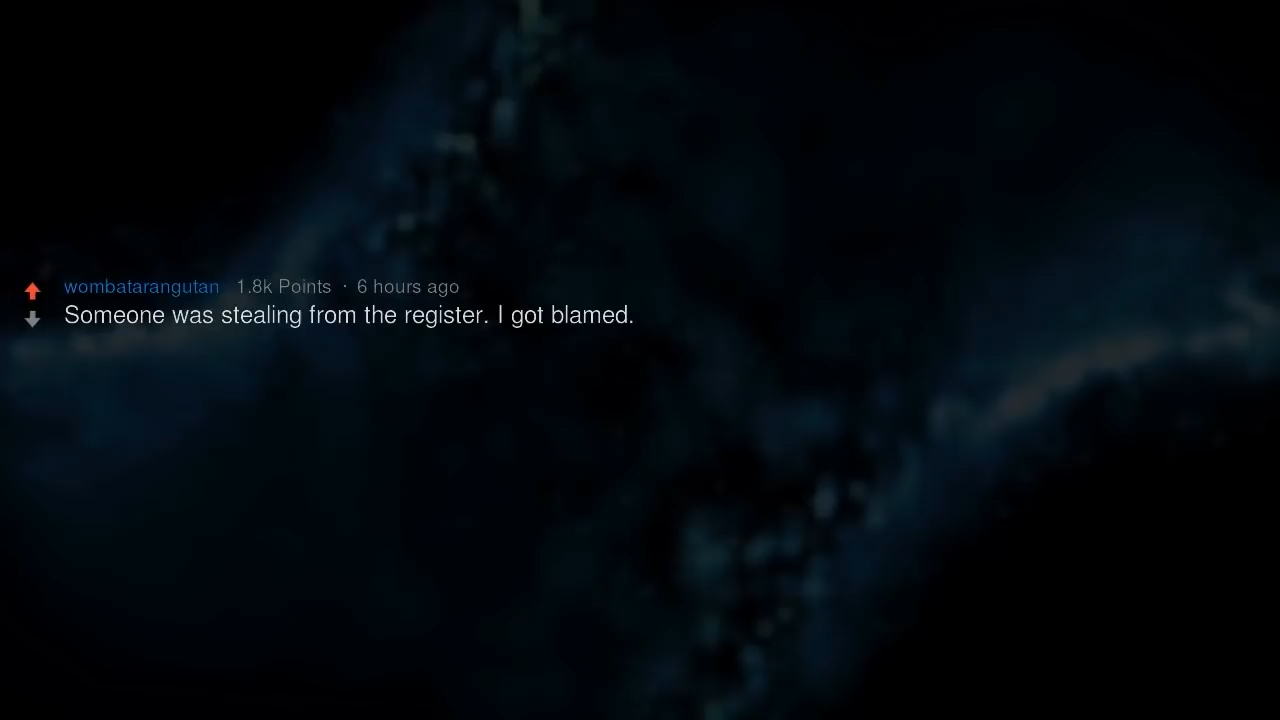 wombatarangutan 1.8k Points · 6 hours ago
Someone was stealing from the register. I got blamed.